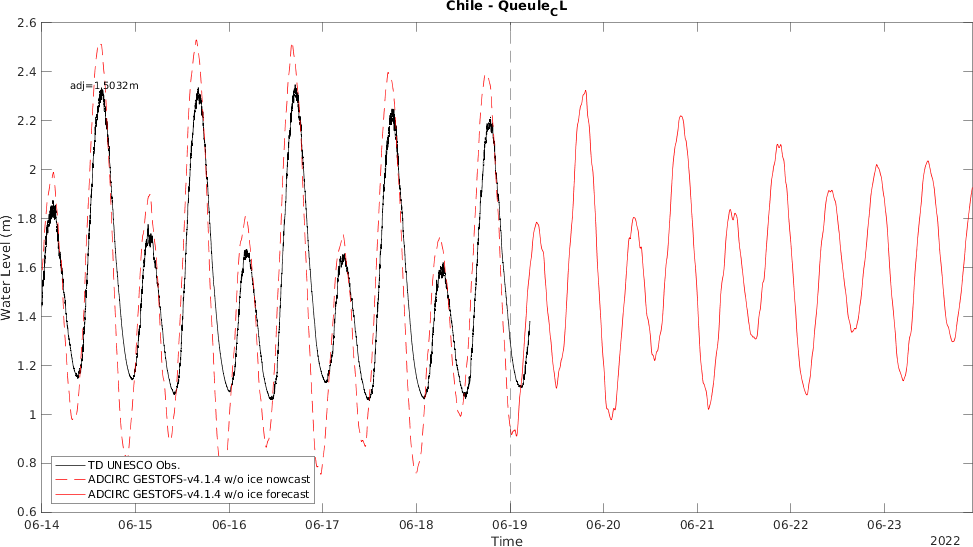 Chile - Queule_CL
adj=1.5032m
Water Level (m)
2.6
2.4
2.2
2
1.8
1.6
1.4
1.2
1
0.8
0.6
TD UNESCO Obs.
ADCIRC GESTOFS-v4.1.4 w/o ice nowcast
ADCIRC GESTOFS-v4.1.4 w/o ice forecast
06-14 06-15 06-16 06-17 06-18 06-19 06-20 06-21 06-22 06-23
Time
2022